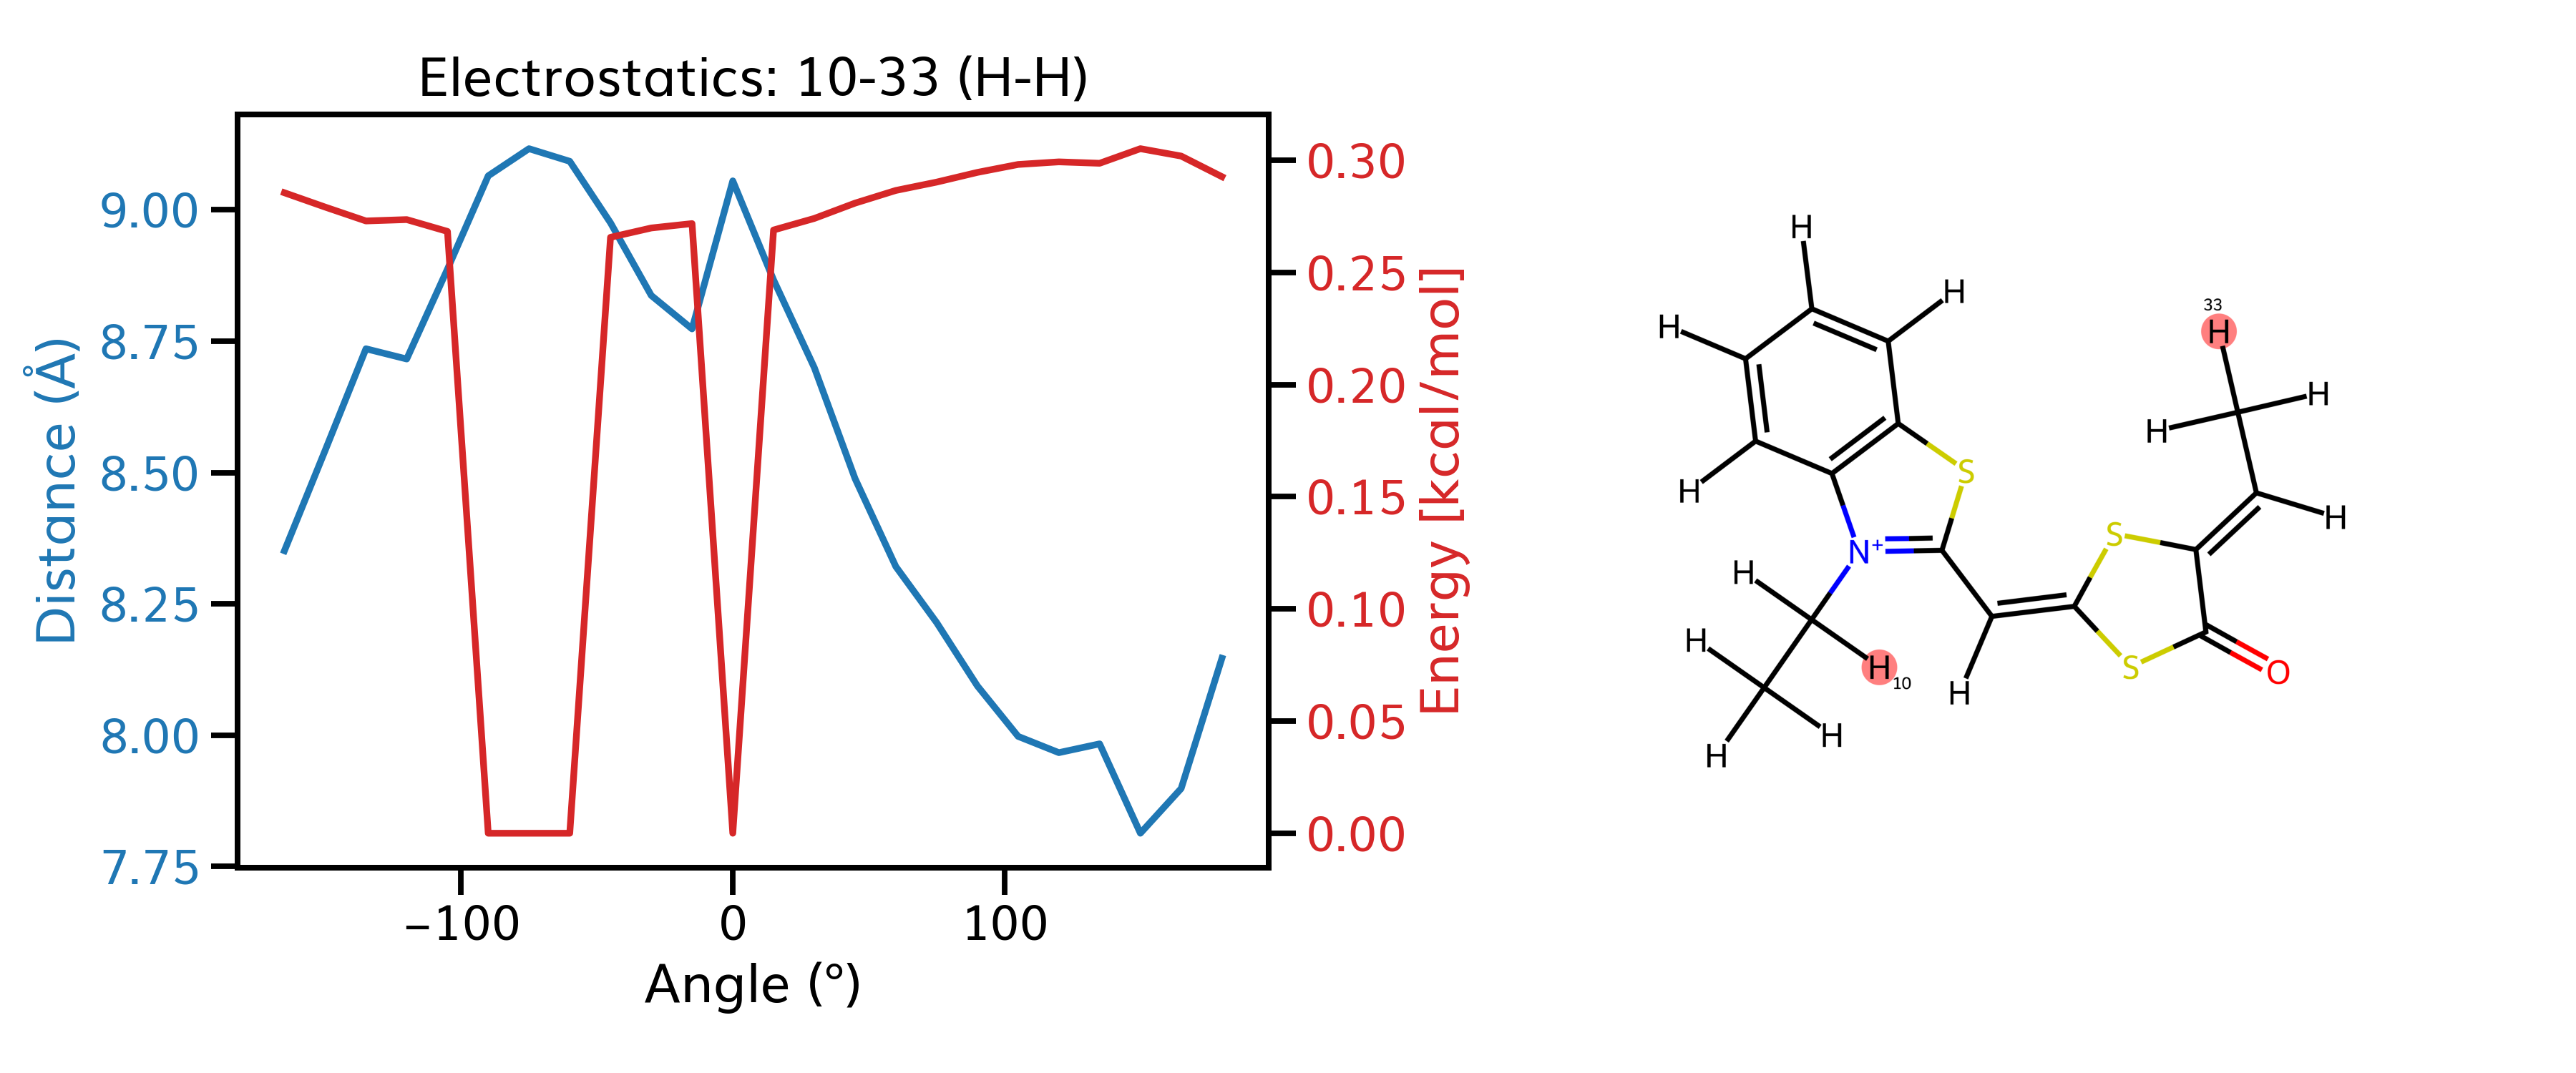 Electrostatics: 10-33 (H-H)
Distance (Å)
9.00
8.75
8.50
8.25
8.00
7.75
0.30
0.25
0.20
0.15
0.10
0.05
0.00
Energy [kcal/mol]
−100 0 100
Angle (°)
H
H
H
33
H
H
H
H
S
H
H
S
N+
H
H
S
H
10
H
O
H
H